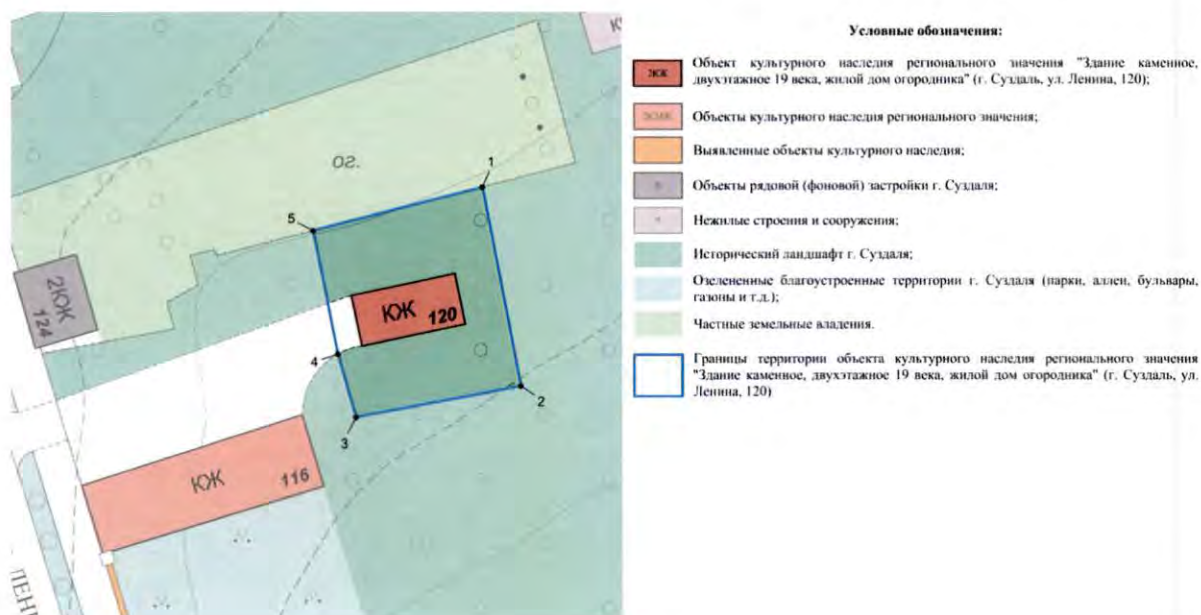 1
ог.
5
2КЖ
124
КЖ 120
4
2
3
КЖ 116
ЛЕНИ
Условные обозначения:
Объект культурного наследия регионального значения "Здание каменное,
двухэтажное 19 века, жилой дом огородника" (г. Суздаль, ул. Ленина, 120);
Объекты культурного наследия регионального значения;
Выявленные объекты культурного наследия;
Объекты рядовой (фоновой) застройки г. Суздаля;
Нежилые строения и сооружения;
Исторический ландшафт г. Суздаля;
Озелененные благоустроенные территории г. Суздаля (парки, аллеи, бульвары,
газоны и т.д.);
Частные земельные владения.
Границы территории объекта культурного наследия регионального значения
"Здание каменное, двухэтажное 19 века, жилой дом огородника" (г. Суздаль, ул.
Ленина, 120)